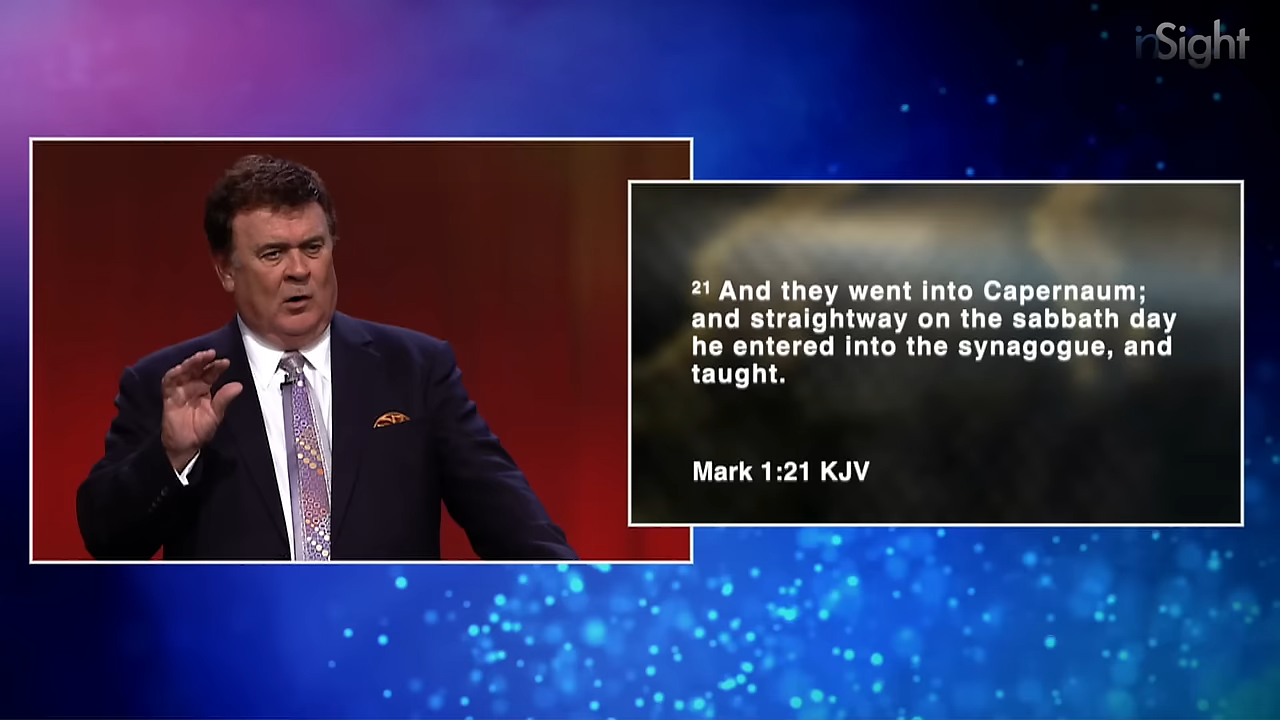 inSight
²¹ And they went into Capernaum;
and straightway on the sabbath day
he entered into the synagogue, and
taught.
Mark 1:21 KJV